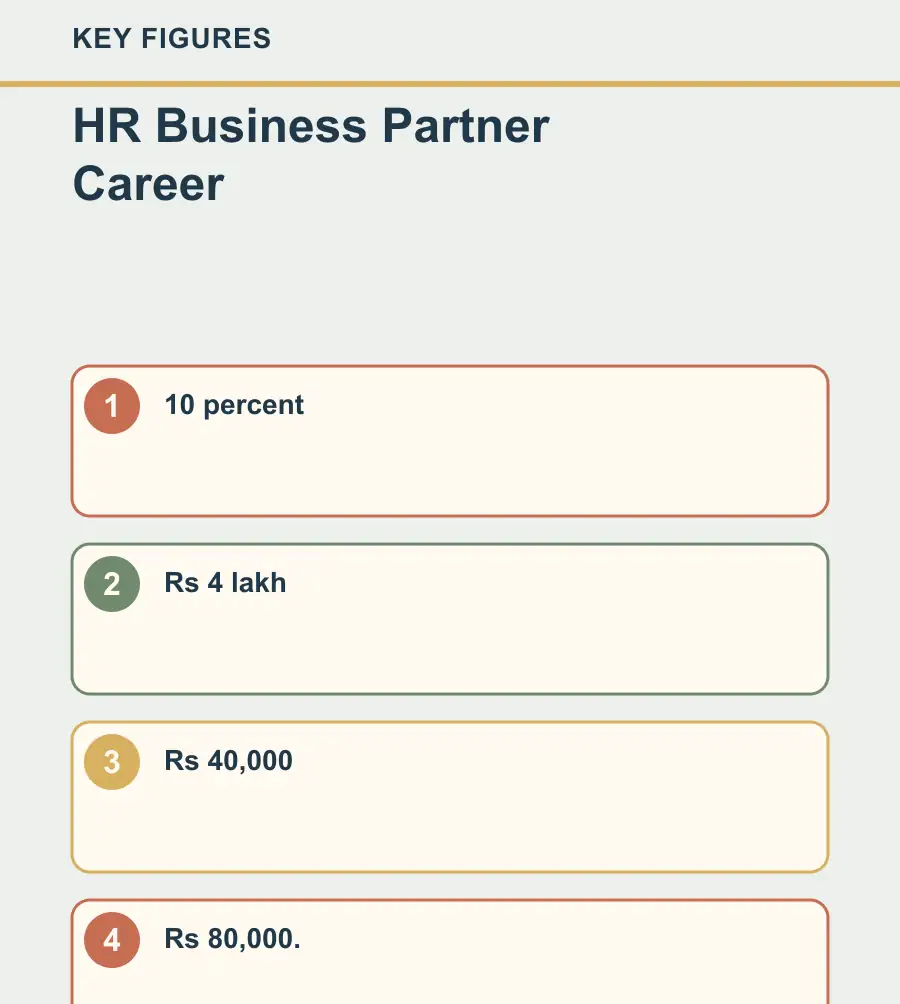 KEY FIGURES
HR Business Partner
Career
1 10 percent
2 Rs 4 lakh
3 Rs 40,000
4 Rs 80,000.